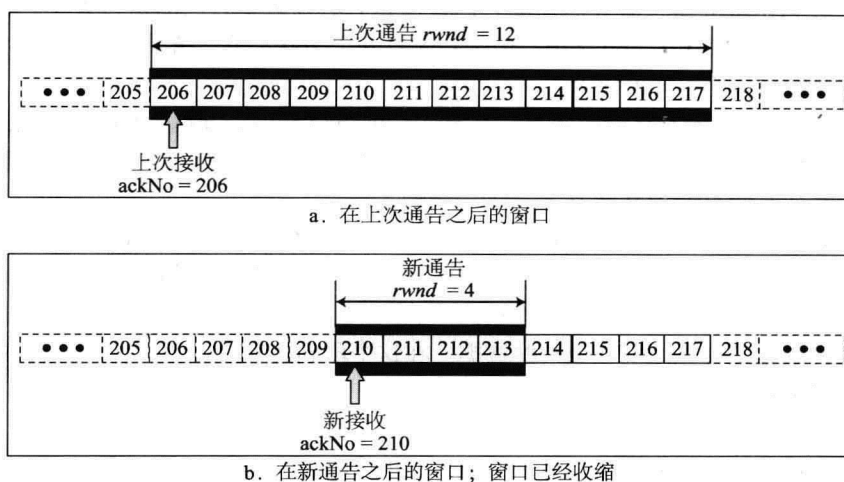 上次通告 rwnd = 12
••• 205 206 207 208 209 210 211 212 213 214 215 216 217 218 •••
上次接收
ackNo = 206
a. 在上次通告之后的窗口
新通告
rwnd = 4
••• 205 206 207 208 209 210 211 212 213 214 215 216 217 218 •••
新接收
ackNo = 210
b. 在新通告之后的窗口；窗口已经收缩